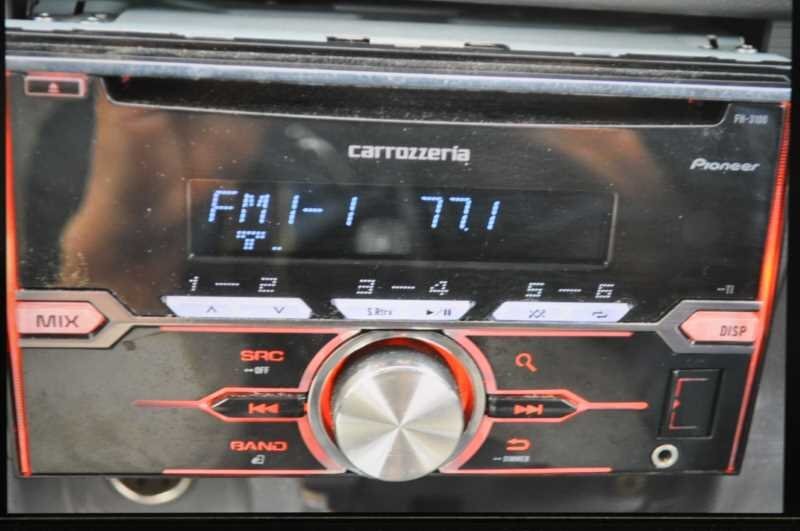 FH-3100
carrozzeria
Pioneer
FM1-1 77.1
1 — 2 3 — 4 5 — 6
MIX
S.Rtrv
DISP
SRC
OFF
BAND
DIMMER